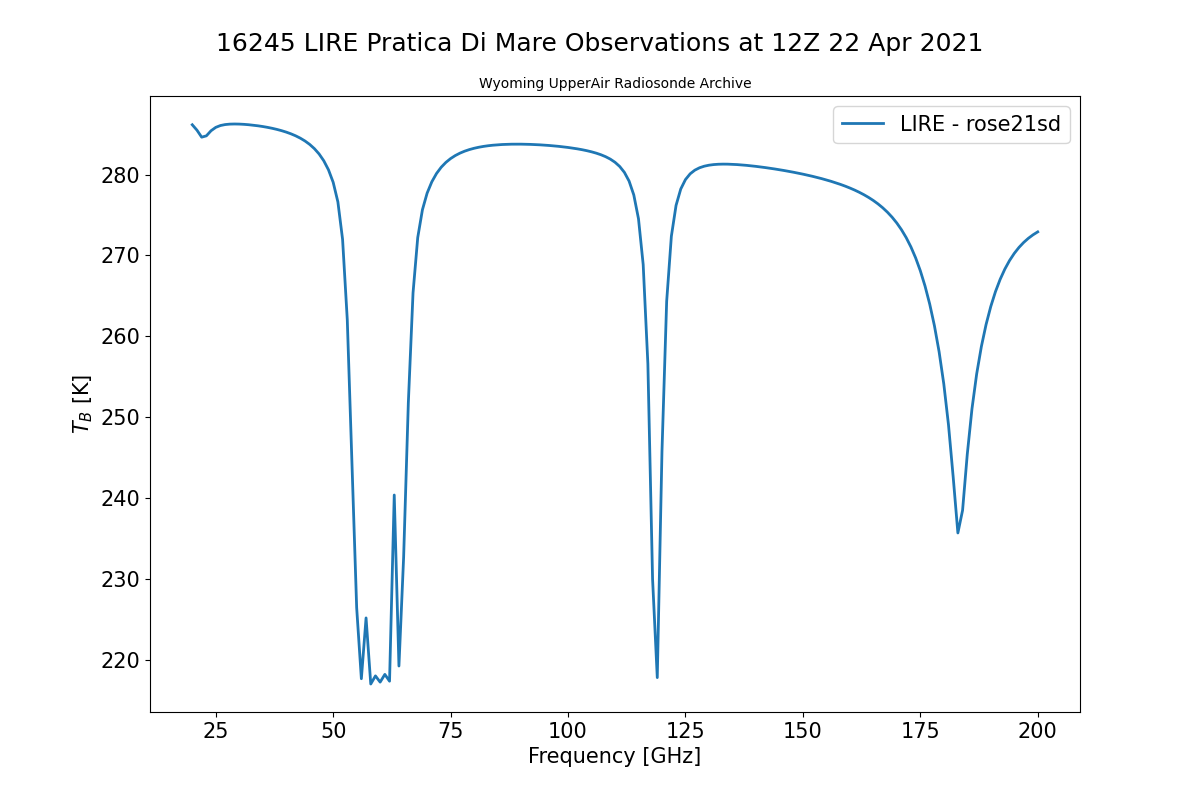 16245 LIRE Pratica Di Mare Observations at 12Z 22 Apr 2021
Wyoming UpperAir Radiosonde Archive
LIRE - rose21sd
280
270
260
250
240
230
220
T_B [K]
25 50 75 100 125 150 175 200
Frequency [GHz]